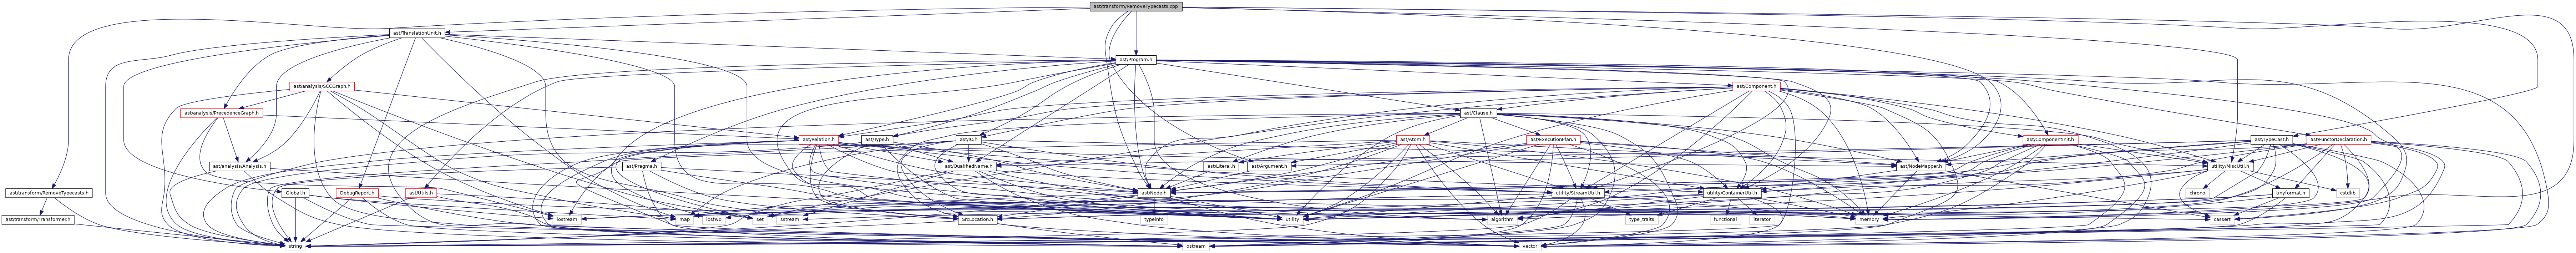 ast/transform/RemoveTypecasts.cpp
ast/TranslationUnit.h
ast/Program.h
ast/analysis/SCCGraph.h
ast/Component.h
ast/analysis/PrecedenceGraph.h
ast/Clause.h
ast/Relation.h
ast/Type.h
ast/IO.h
ast/Atom.h
ast/ExecutionPlan.h
ast/ComponentInit.h
ast/TypeCast.h
ast/FunctorDeclaration.h
ast/analysis/Analysis.h
ast/Pragma.h
ast/QualifiedName.h
ast/Literal.h
ast/Argument.h
ast/NodeMapper.h
utility/MiscUtil.h
ast/transform/RemoveTypecasts.h
Global.h
DebugReport.h
ast/Utils.h
ast/Node.h
utility/StreamUtil.h
utility/ContainerUtil.h
chrono
tinyformat.h
cstdlib
ast/transform/Transformer.h
iostream
map
iosfwd
set
sstream
SrcLocation.h
typeinfo
utility
algorithm
type_traits
functional
iterator
memory
cassert
string
ostream
vector